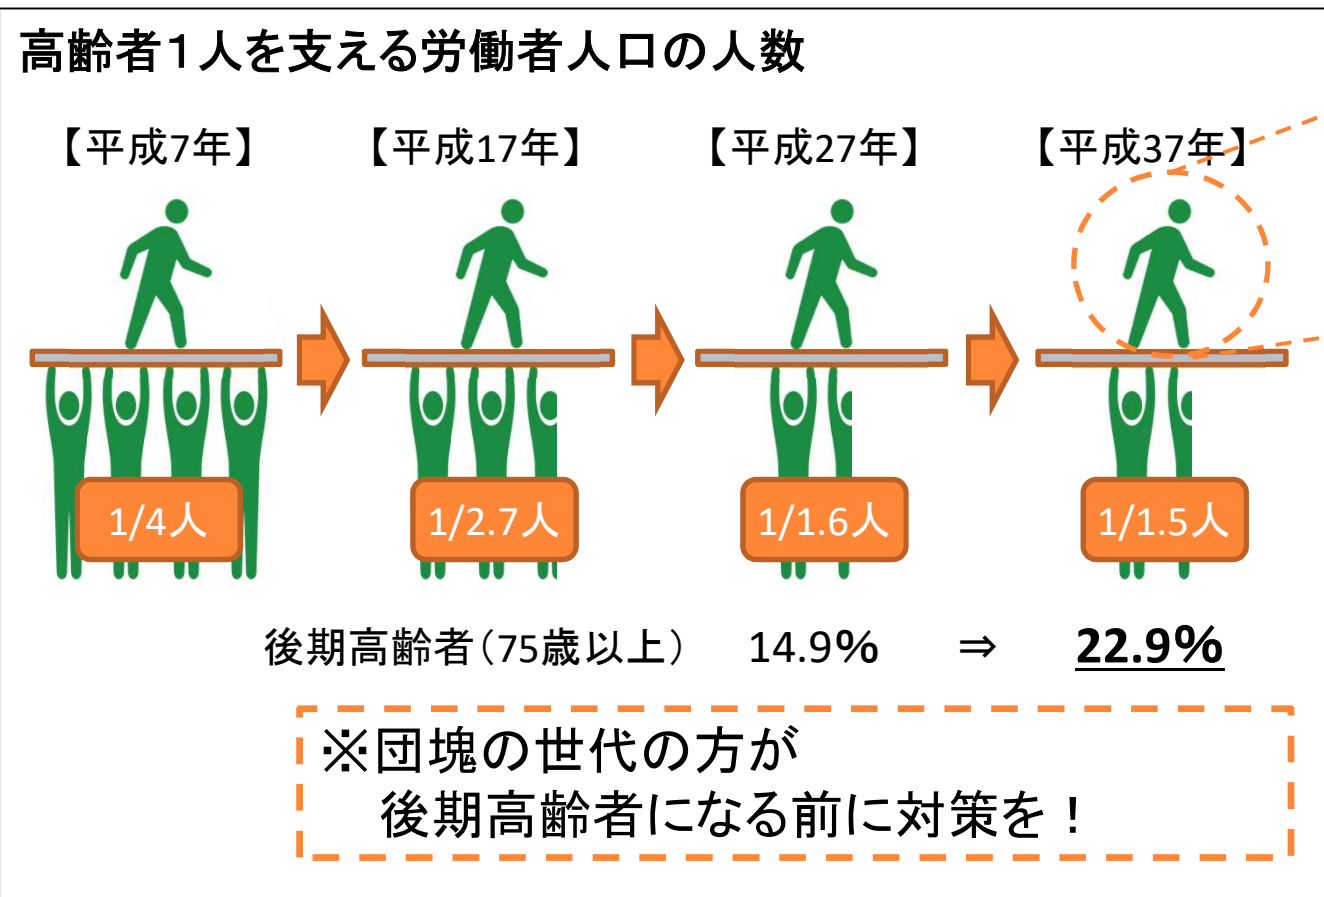 高齢者1人を支える労働者人口の人数
【平成7年】 【平成17年】 【平成27年】 【平成37年】
1/4人 1/2.7人 1/1.6人 1/1.5人
後期高齢者(75歳以上) 14.9% ⇒ 22.9%
※団塊の世代の方が
後期高齢者になる前に対策を!